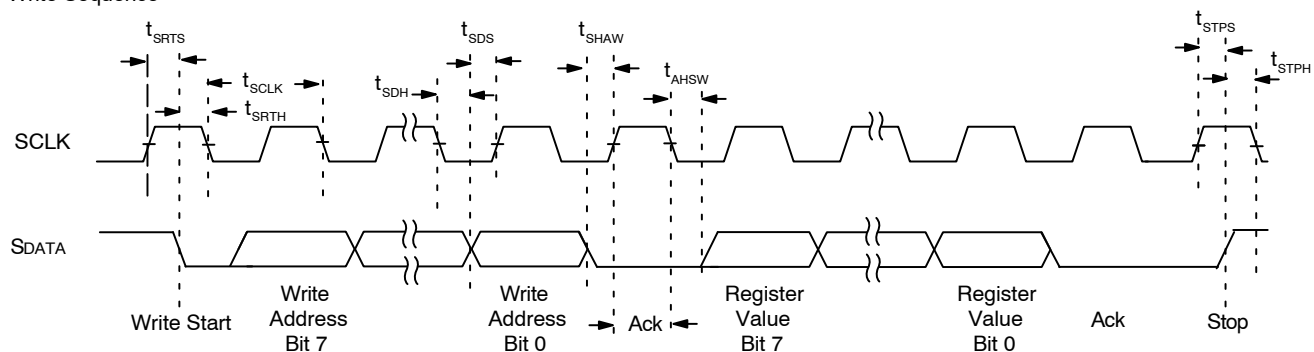 Write Sequence
tSRTS
tSDS
tSHAW
tSTPS
tSCLK
tSDH
tAHSW
tSTPH
tSRTH
SCLK
SDATA
Write Start
Write
Address
Bit 7
Write
Address
Bit 0
Ack
Register
Value
Bit 7
Register
Value
Bit 0
Ack
Stop